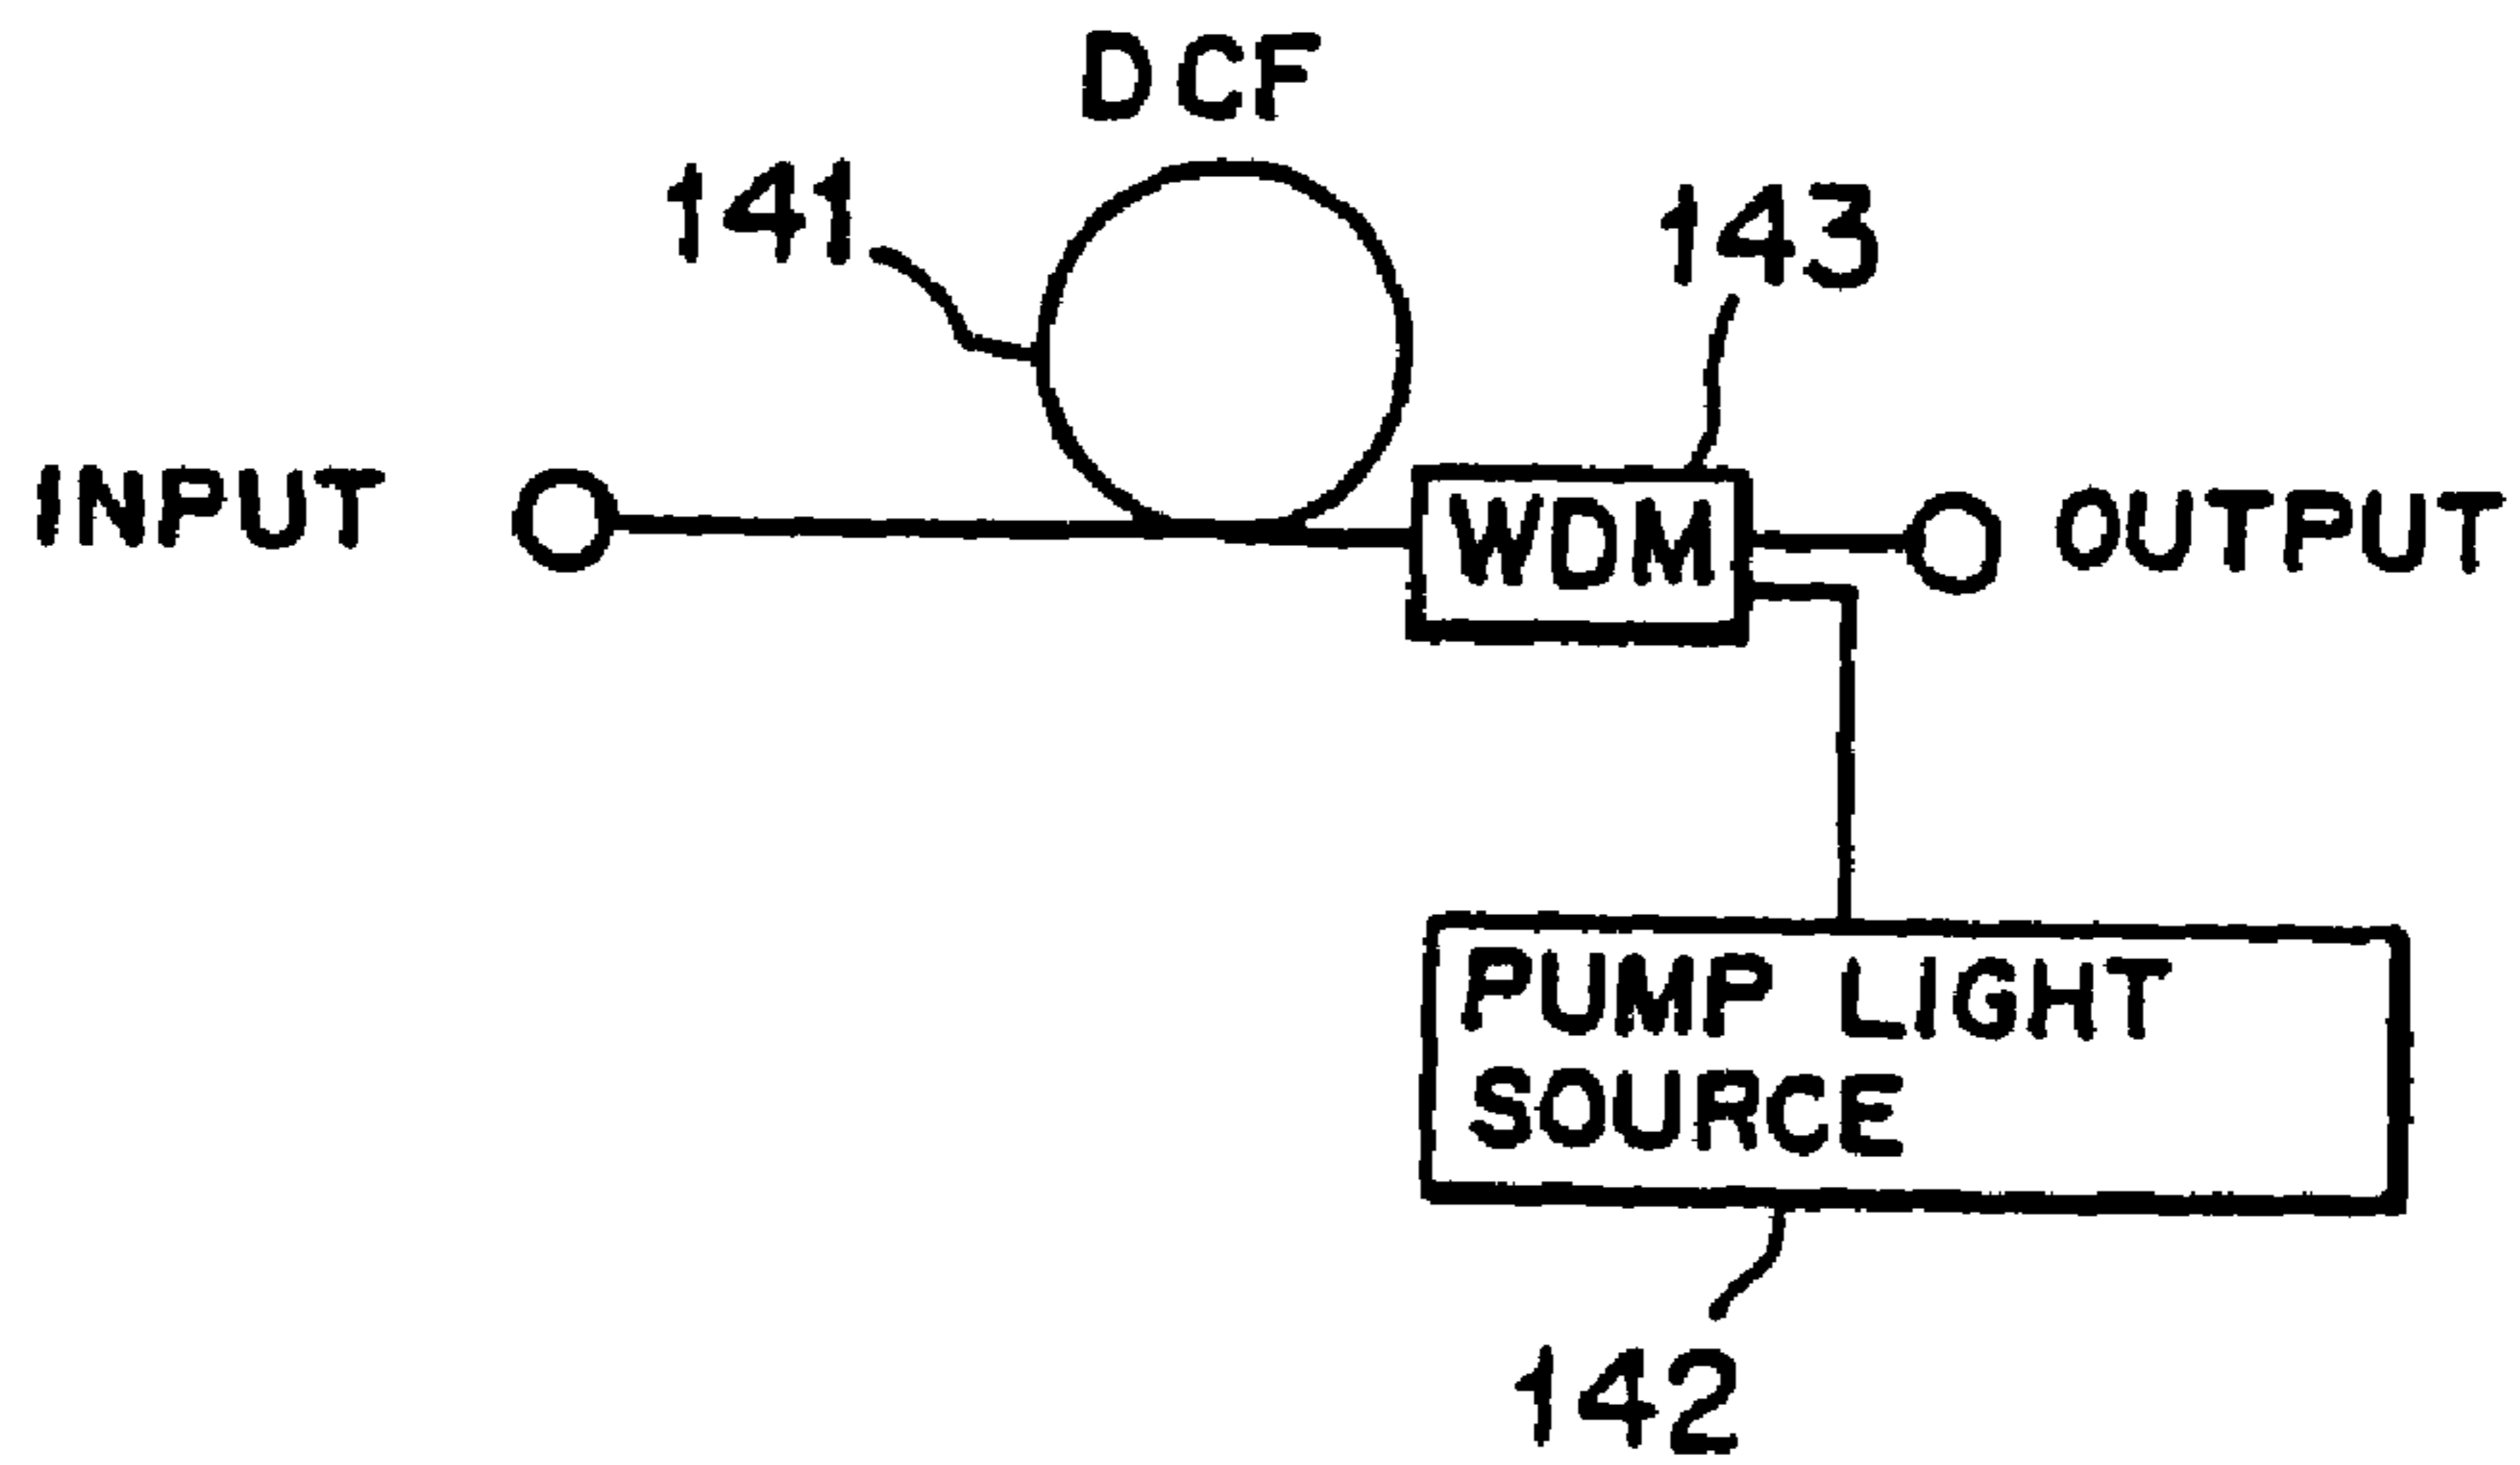 DCF
141
143
INPUT
WDM
OUTPUT
PUMP LIGHT
SOURCE
142